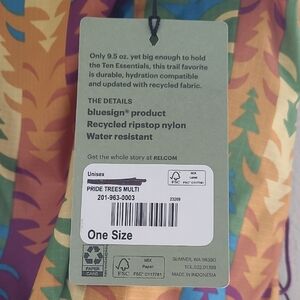 Only 9.5 oz. yet big enough to hold
the Ten Essentials, this trail favorite
is durable, hydration compatible
and updated with recycled fabric.
THE DETAILS
bluesign® product
Recycled ripstop nylon
Water resistant
Get the whole story at REI.COM
Unisex
PRIDE TREES MULTI
201-963-0003
23209
One Size
MIX
FSC
MIX
Paper
FSC
SUMNER, WA 98390
MADE IN INDONESIA